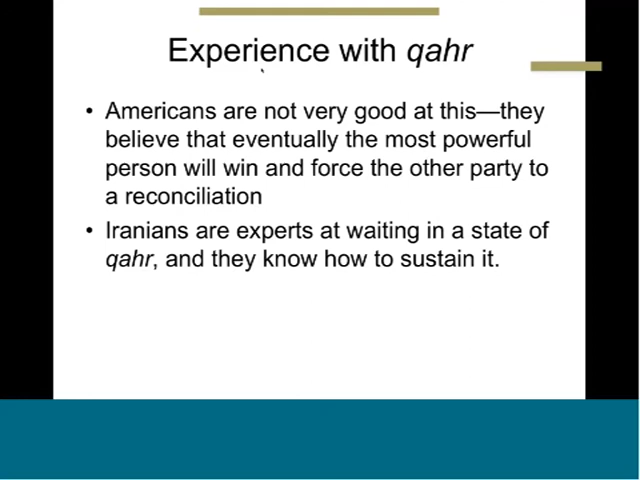 Experience with qahr
• Americans are not very good at this—they
believe that eventually the most powerful
person will win and force the other party to
a reconciliation
• Iranians are experts at waiting in a state of
qahr, and they know how to sustain it.